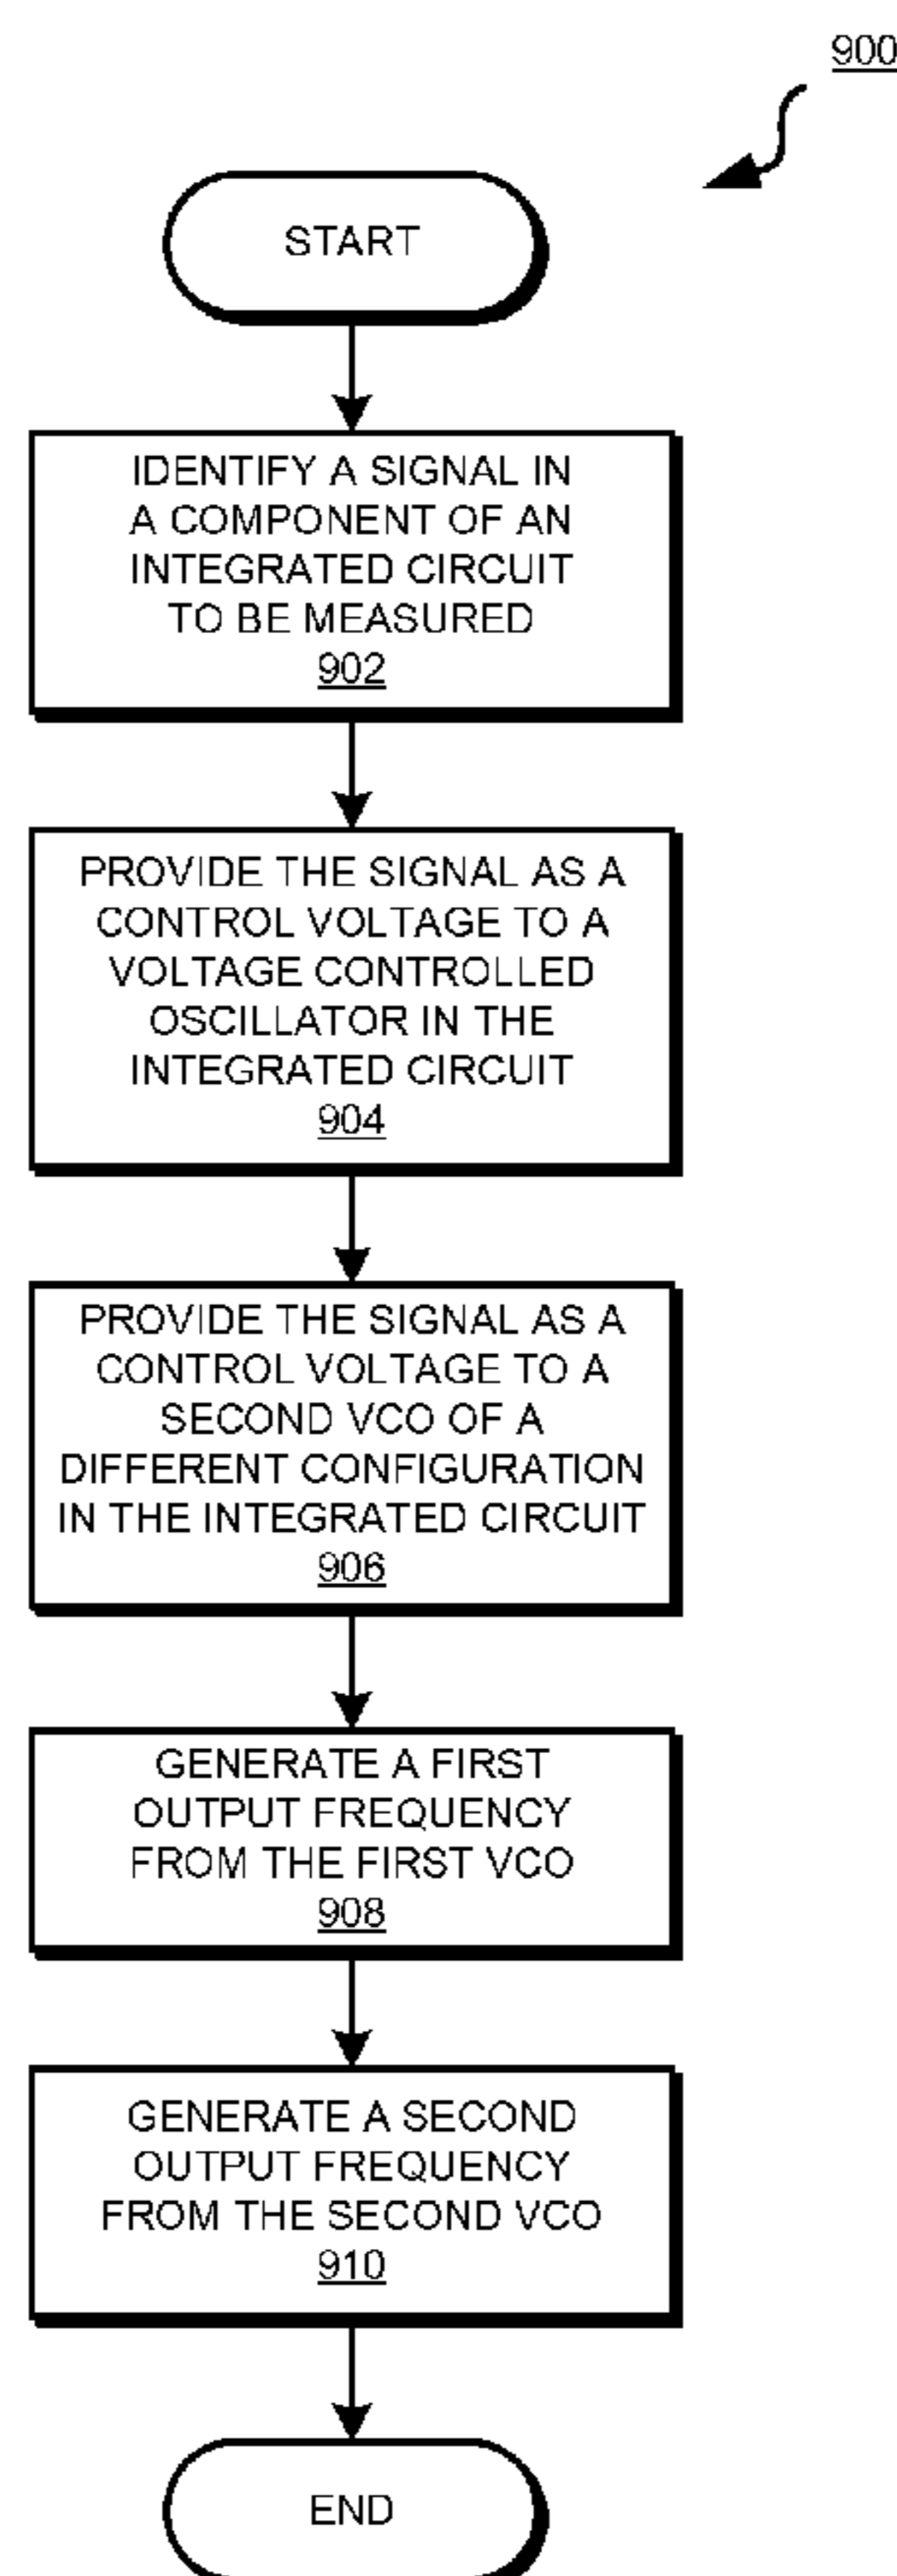 900
START
IDENTIFY A SIGNAL IN
A COMPONENT OF AN
INTEGRATED CIRCUIT
TO BE MEASURED
902
PROVIDE THE SIGNAL AS A
CONTROL VOLTAGE TO A
VOLTAGE CONTROLLED
OSCILLATOR IN THE
INTEGRATED CIRCUIT
904
PROVIDE THE SIGNAL AS A
CONTROL VOLTAGE TO A
SECOND VCO OF A
DIFFERENT CONFIGURATION
IN THE INTEGRATED CIRCUIT
906
GENERATE A FIRST
OUTPUT FREQUENCY
FROM THE FIRST VCO
908
GENERATE A SECOND
OUTPUT FREQUENCY
FROM THE SECOND VCO
910
END